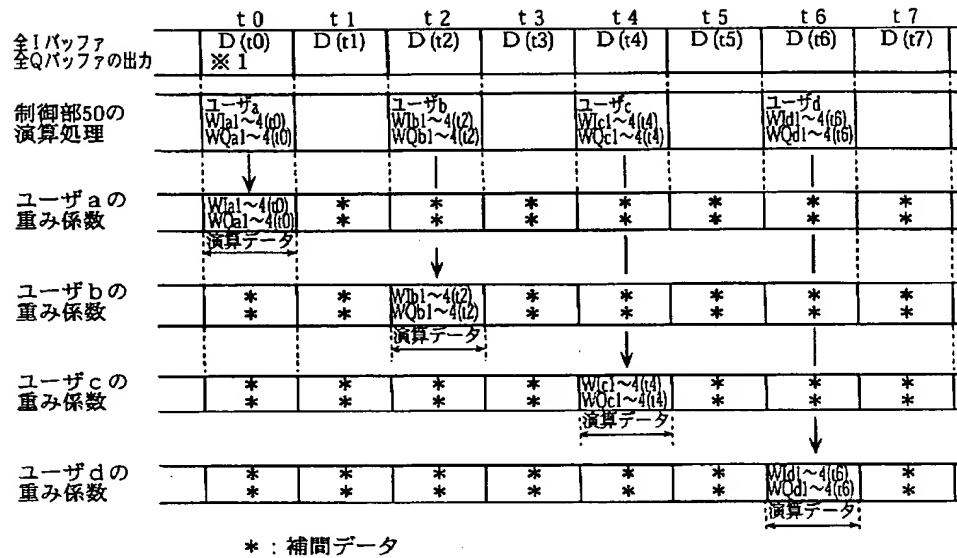 t0 t1 t2 t3 t4 t5 t6 t7
全Iバッファ
全Qバッファの出力
D(t0) D(t1) D(t2) D(t3) D(t4) D(t5) D(t6) D(t7)
※1
制御部50の
演算処理
ユーザa
WIa1～4(t0)
WQa1～4(t0)
ユーザb
WIb1～4(t2)
WQb1～4(t2)
ユーザc
WIc1～4(t4)
WQc1～4(t4)
ユーザd
WId1～4(t6)
WQd1～4(t6)
ユーザaの
重み係数
WIa1～4(t0) * * * * * * *
WQa1～4(t0) * * * * * * *
演算データ
ユーザbの
重み係数
* * WIb1～4(t2) * * * * *
* * WQb1～4(t2) * * * * *
演算データ
ユーザcの
重み係数
* * * * WIc1～4(t4) * * *
* * * * WQc1～4(t4) * * *
演算データ
ユーザdの
重み係数
* * * * * * WId1～4(t6) *
* * * * * * WQd1～4(t6) *
演算データ
*：補間データ